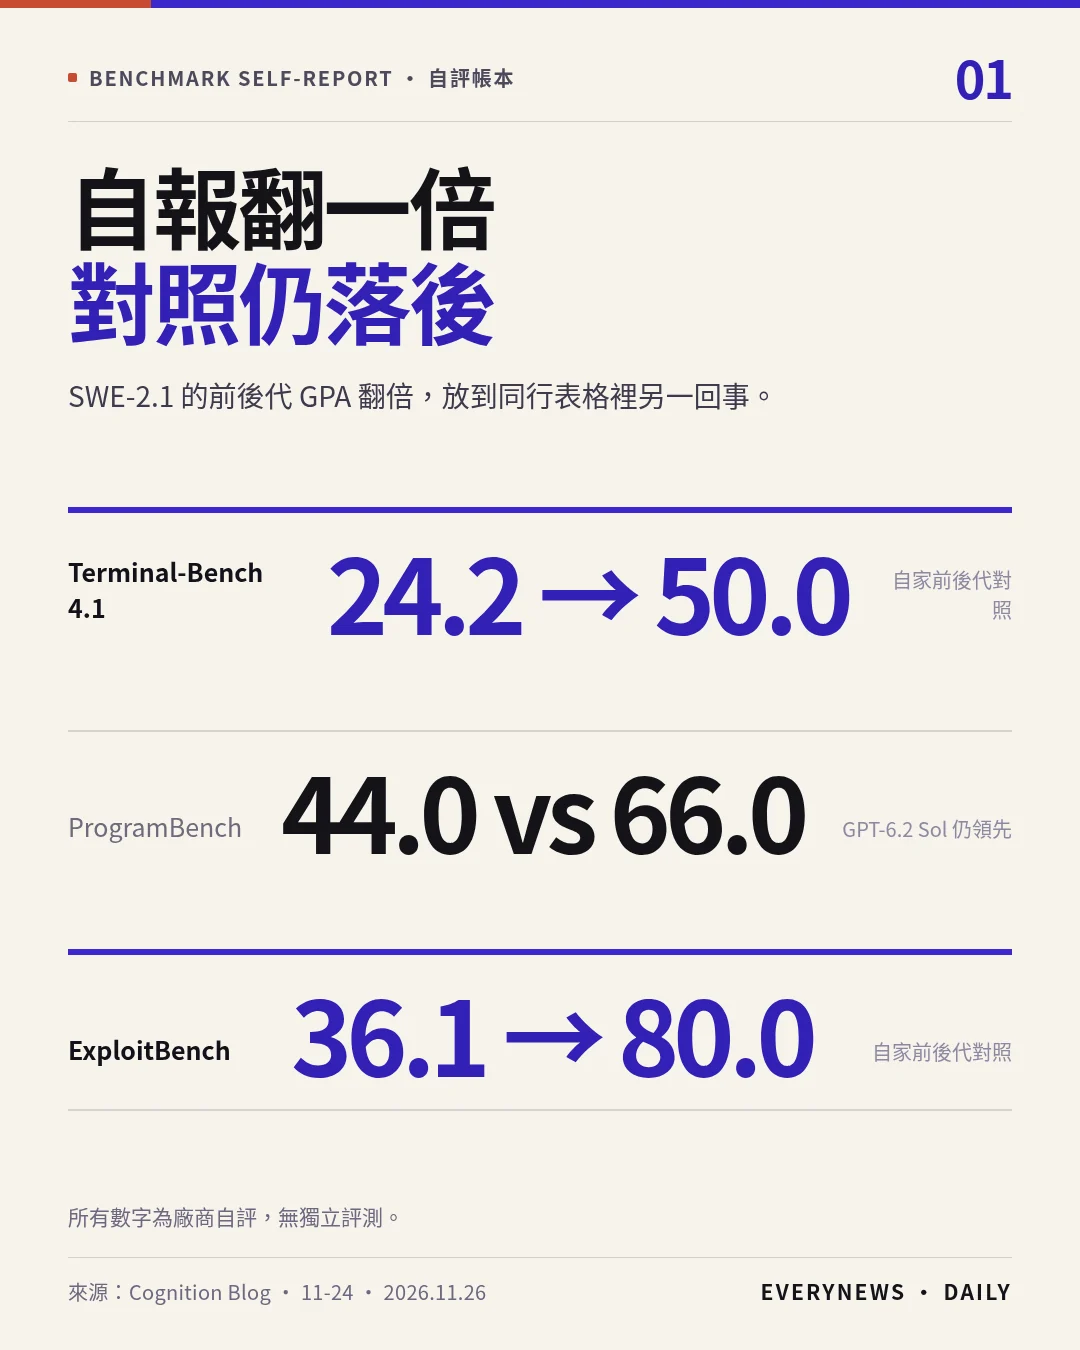 BENCHMARK SELF-REPORT ・ 自評帳本
01
自報翻一倍
對照仍落後
SWE-2.1 的前後代 GPA 翻倍，放到同行表格裡另一回事。
Terminal-Bench
4.1
24.2 → 50.0
自家前後代對
照
ProgramBench
44.0 vs 66.0
GPT-6.2 Sol 仍領先
ExploitBench
36.1 → 80.0
自家前後代對照
所有數字為廠商自評，無獨立評測。
來源：Cognition Blog ・ 11-24 ・ 2026.11.26
EVERYNEWS ・ DAILY